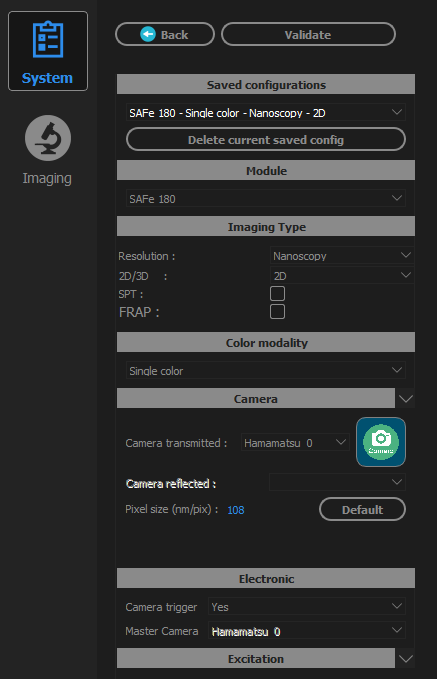 System
Imaging
Back
Validate
Saved configurations
SAFe 180 - Single color - Nanoscopy - 2D
Delete current saved config
Module
SAFe 180
Imaging Type
Resolution : Nanoscopy
2D/3D : 2D
SPT :
FRAP :
Color modality
Single color
Camera
Camera transmitted : Hamamatsu 0
Camera
Camera reflected :
Pixel size (nm/pix) : 108 Default
Electronic
Camera trigger Yes
Master Camera Hamamatsu 0
Excitation